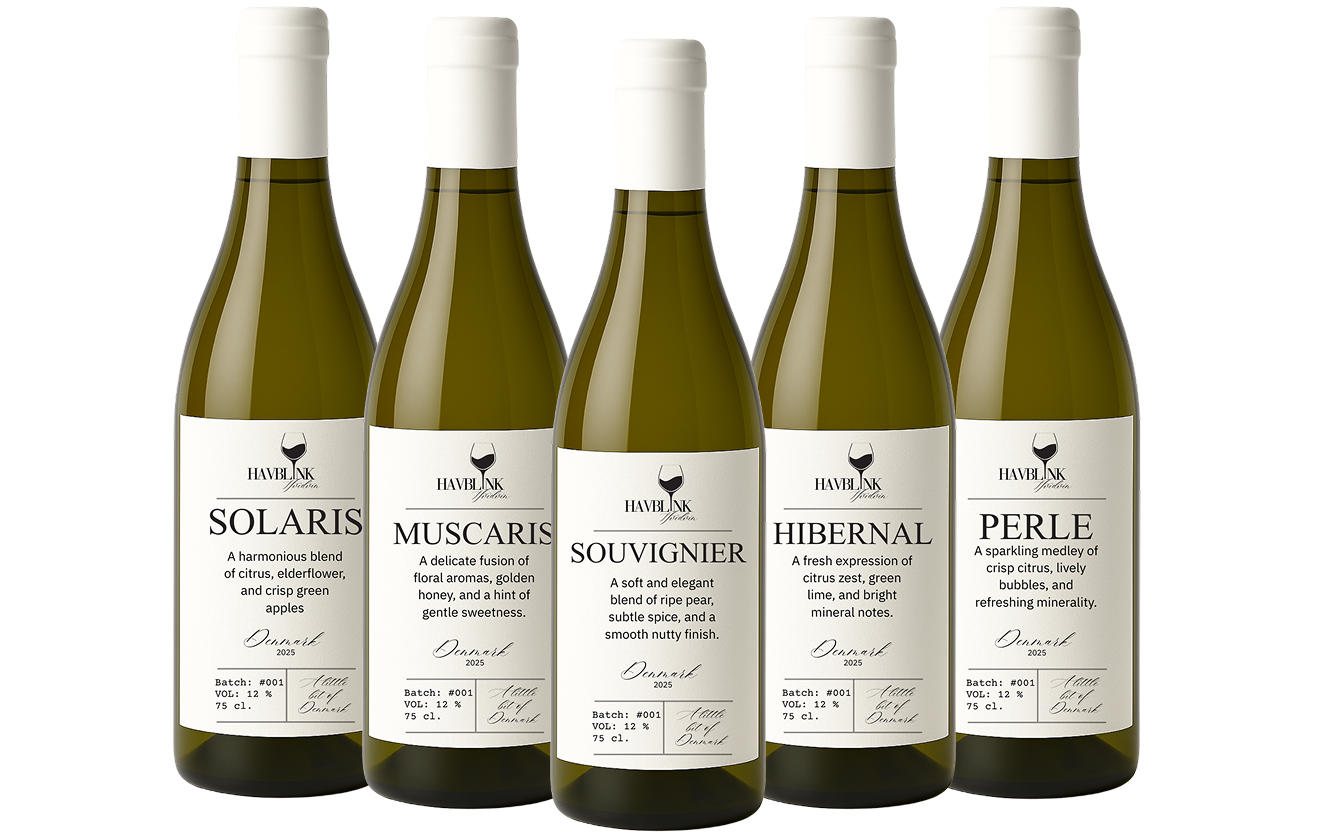 HAVBLINK
Hvidvin
SOLARIS
A harmonious blend
of citrus, elderflower,
and crisp green
apples
Denmark
2025
Batch: #001
VOL: 12 %
75 cl.
A little
bit of
Denmark
HAVBLINK
Hvidvin
MUSCARIS
A delicate fusion of
floral aromas, golden
honey, and a hint of
gentle sweetness.
Denmark
2025
Batch: #001
VOL: 12 %
75 cl.
A little
bit of
Denmark
HAVBLINK
Hvidvin
SOUVIGNIER
A soft and elegant
blend of ripe pear,
subtle spice, and a
smooth nutty finish.
Denmark
2025
Batch: #001
VOL: 12 %
75 cl.
A little
bit of
Denmark
HAVBLINK
Hvidvin
HIBERNAL
A fresh expression of
citrus zest, green
lime, and bright
mineral notes.
Denmark
2025
Batch: #001
VOL: 12 %
75 cl.
A little
bit of
Denmark
HAVBLINK
Hvidvin
PERLE
A sparkling medley of
crisp citrus, lively
bubbles, and
refreshing minerality.
Denmark
2025
Batch: #001
VOL: 12 %
75 cl.
A little
bit of
Denmark